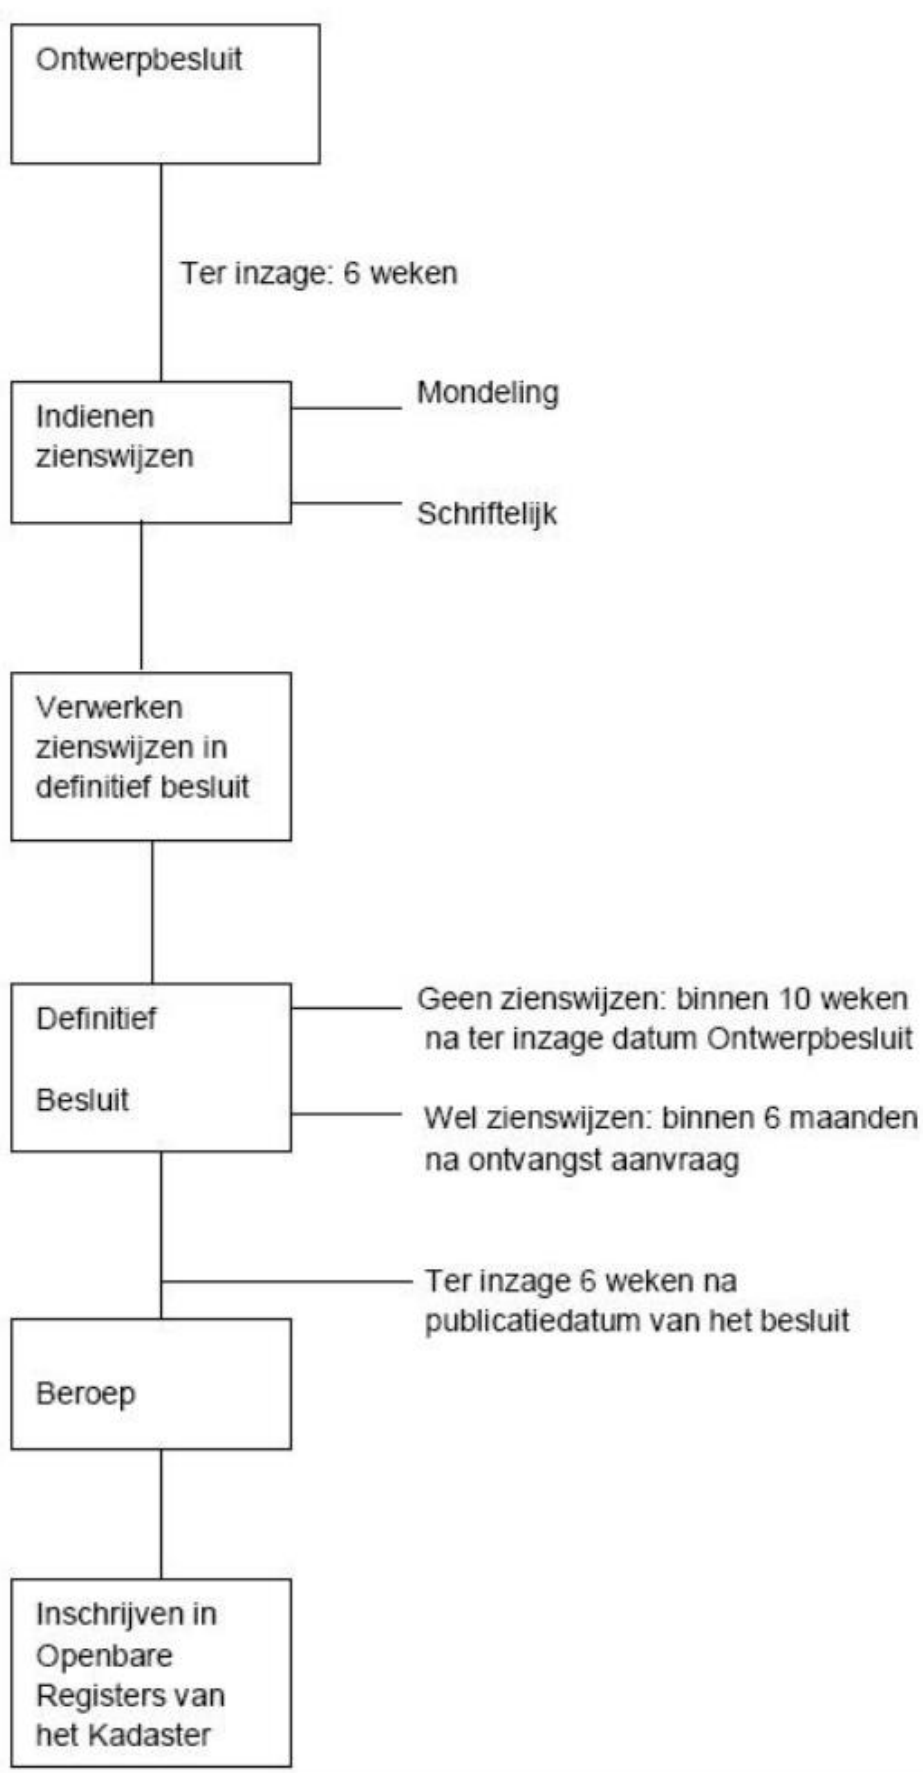 Ontwerpbesluit
Ter inzage: 6 weken
Indienen
zienswijzen
Mondeling
Schriftelijk
Verwerken
zienswijzen in
definitief besluit
Definitief
Besluit
Geen zienswijzen: binnen 10 weken
na ter inzage datum Ontwerpbesluit
Wel zienswijzen: binnen 6 maanden
na ontvangst aanvraag
Ter inzage 6 weken na
publicatiedatum van het besluit
Beroep
Inschrijven in
Openbare
Registers van
het Kadaster